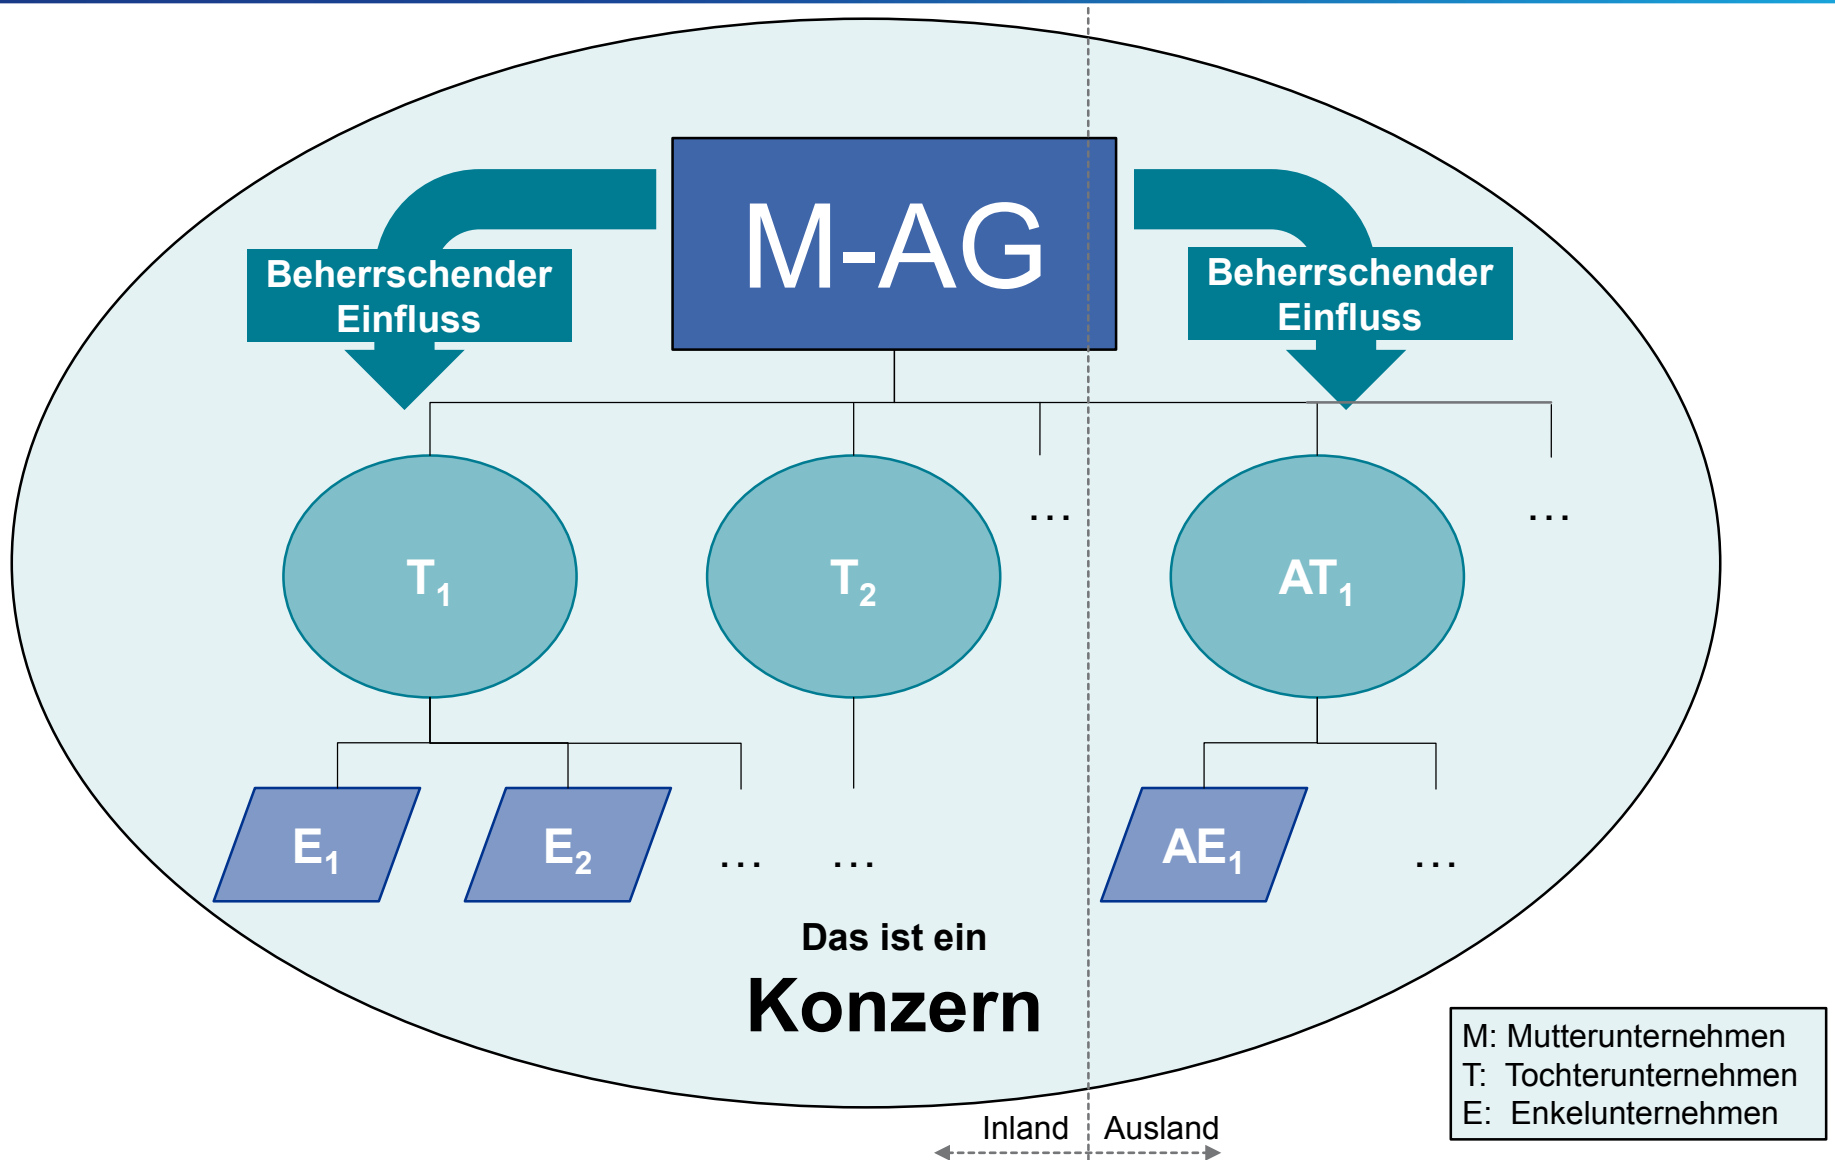 M-AG
Beherrschender
Einfluss
Beherrschender
Einfluss
...
...
T₁
T₂
AT₁
E₁
E₂
...
...
AE₁
...
Das ist ein
Konzern
M: Mutterunternehmen
T: Tochterunternehmen
E: Enkelunternehmen
Inland
Ausland